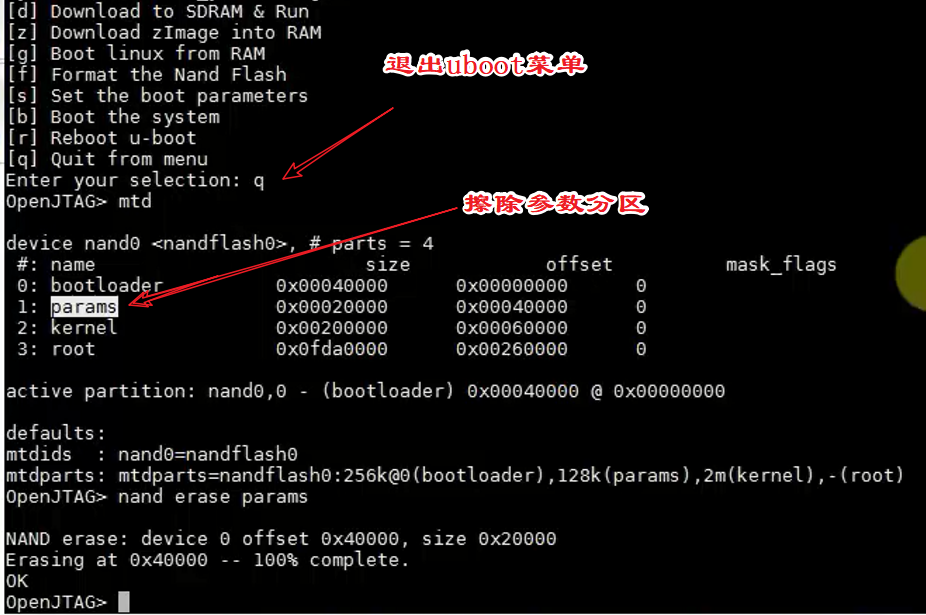 [d] Download to SDRAM & Run
[z] Download zImage into RAM
[g] Boot linux from RAM
[f] Format the Nand Flash
退出uboot菜单
[s] Set the boot parameters
[b] Boot the system
[r] Reboot u-boot
[q] Quit from menu
Enter your selection: q
OpenJTAG> mtd
擦除参数分区
device nand0 <nandflash0>, # parts = 4
#: name size offset mask_flags
0: bootloader 0x00040000 0x00000000 0
1: params 0x00020000 0x00040000 0
2: kernel 0x00200000 0x00060000 0
3: root 0x0fda0000 0x00260000 0
active partition: nand0,0 - (bootloader) 0x00040000 @ 0x00000000
defaults:
mtdids  : nand0=nandflash0
mtdparts: mtdparts=nandflash0:256k@0(bootloader),128k(params),2m(kernel),-(root)
OpenJTAG> nand erase params
NAND erase: device 0 offset 0x40000, size 0x20000
Erasing at 0x40000 -- 100% complete.
OK
OpenJTAG>